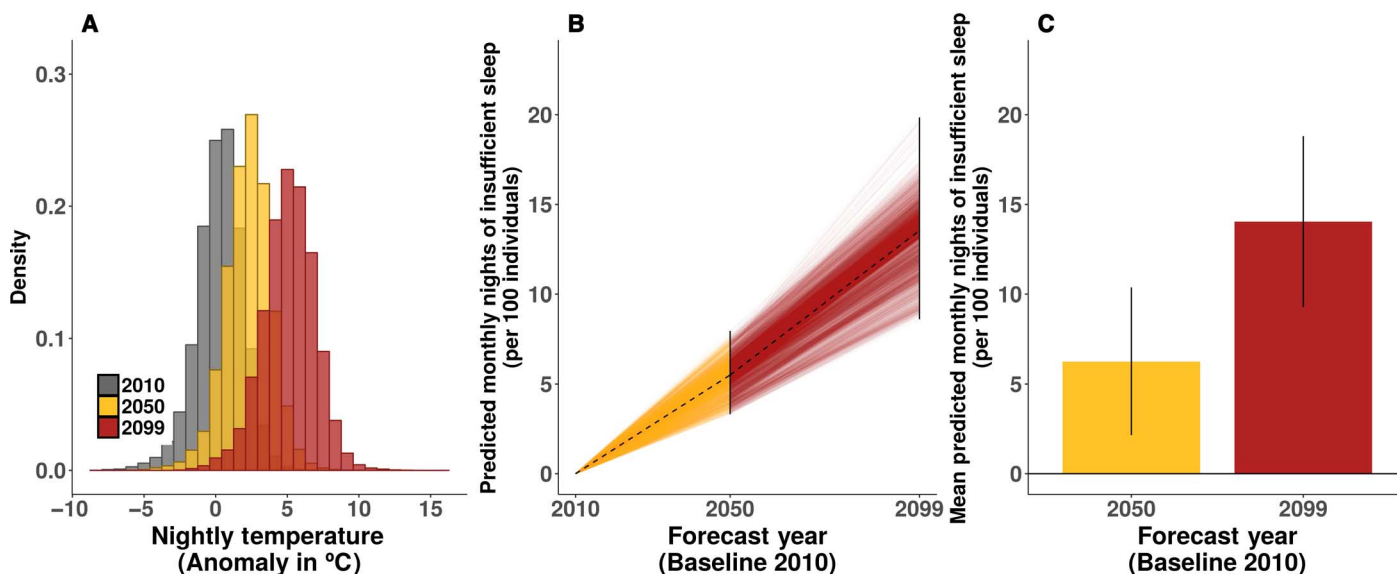 A
Density
0.3
0.2
0.1
0.0
2010
2050
2099
−10
−5
0
5
10
15
Nightly temperature
(Anomaly in ºC)
B
Predicted monthly nights of insufficient sleep
(per 100 individuals)
20
15
10
5
0
2010
2050
2099
Forecast year
(Baseline 2010)
C
Mean predicted monthly nights of insufficient sleep
(per 100 individuals)
20
15
10
5
0
2050
2099
Forecast year
(Baseline 2010)